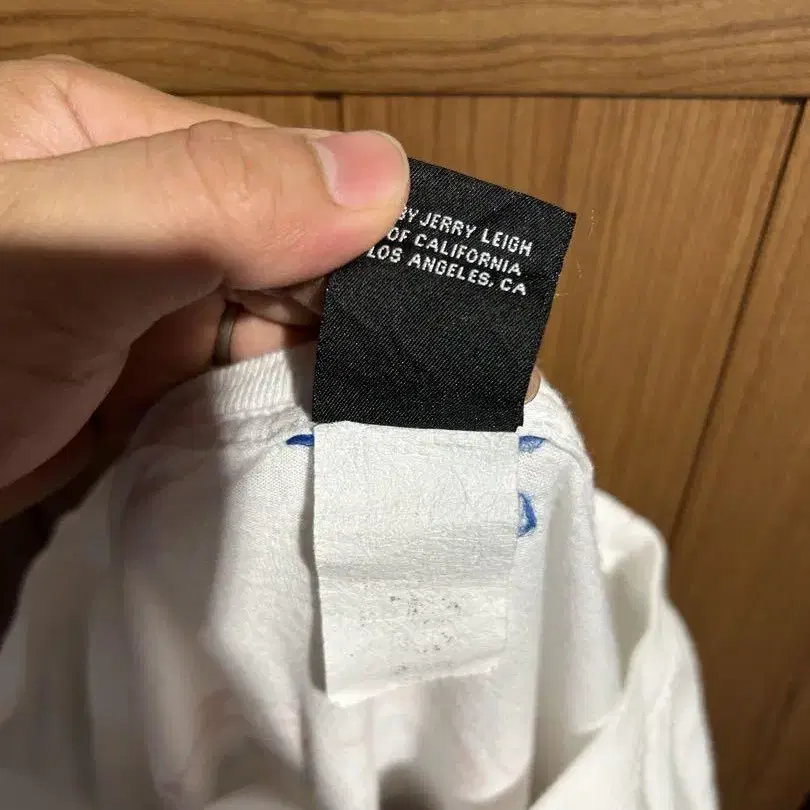 BY JERRY LEIGH
OF CALIFORNIA
LOS ANGELES, CA